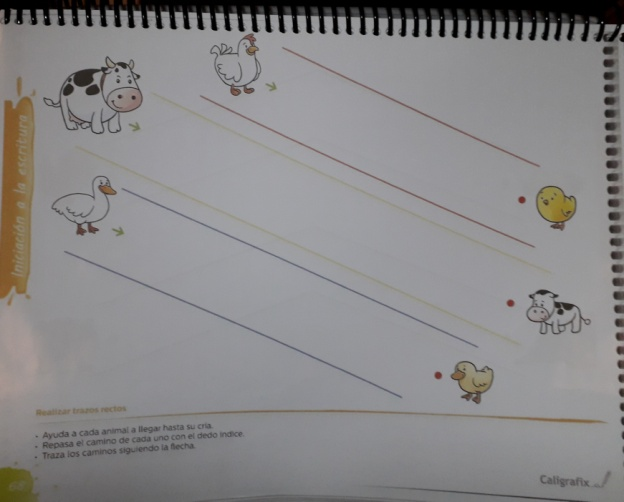 Iniciación a la escritura
Realizar trazos rectos
• Ayuda a cada animal a llegar hasta su cría.
• Repasa el camino de cada uno con el dedo índice.
• Traza los caminos siguiendo la flecha.
Caligrafix